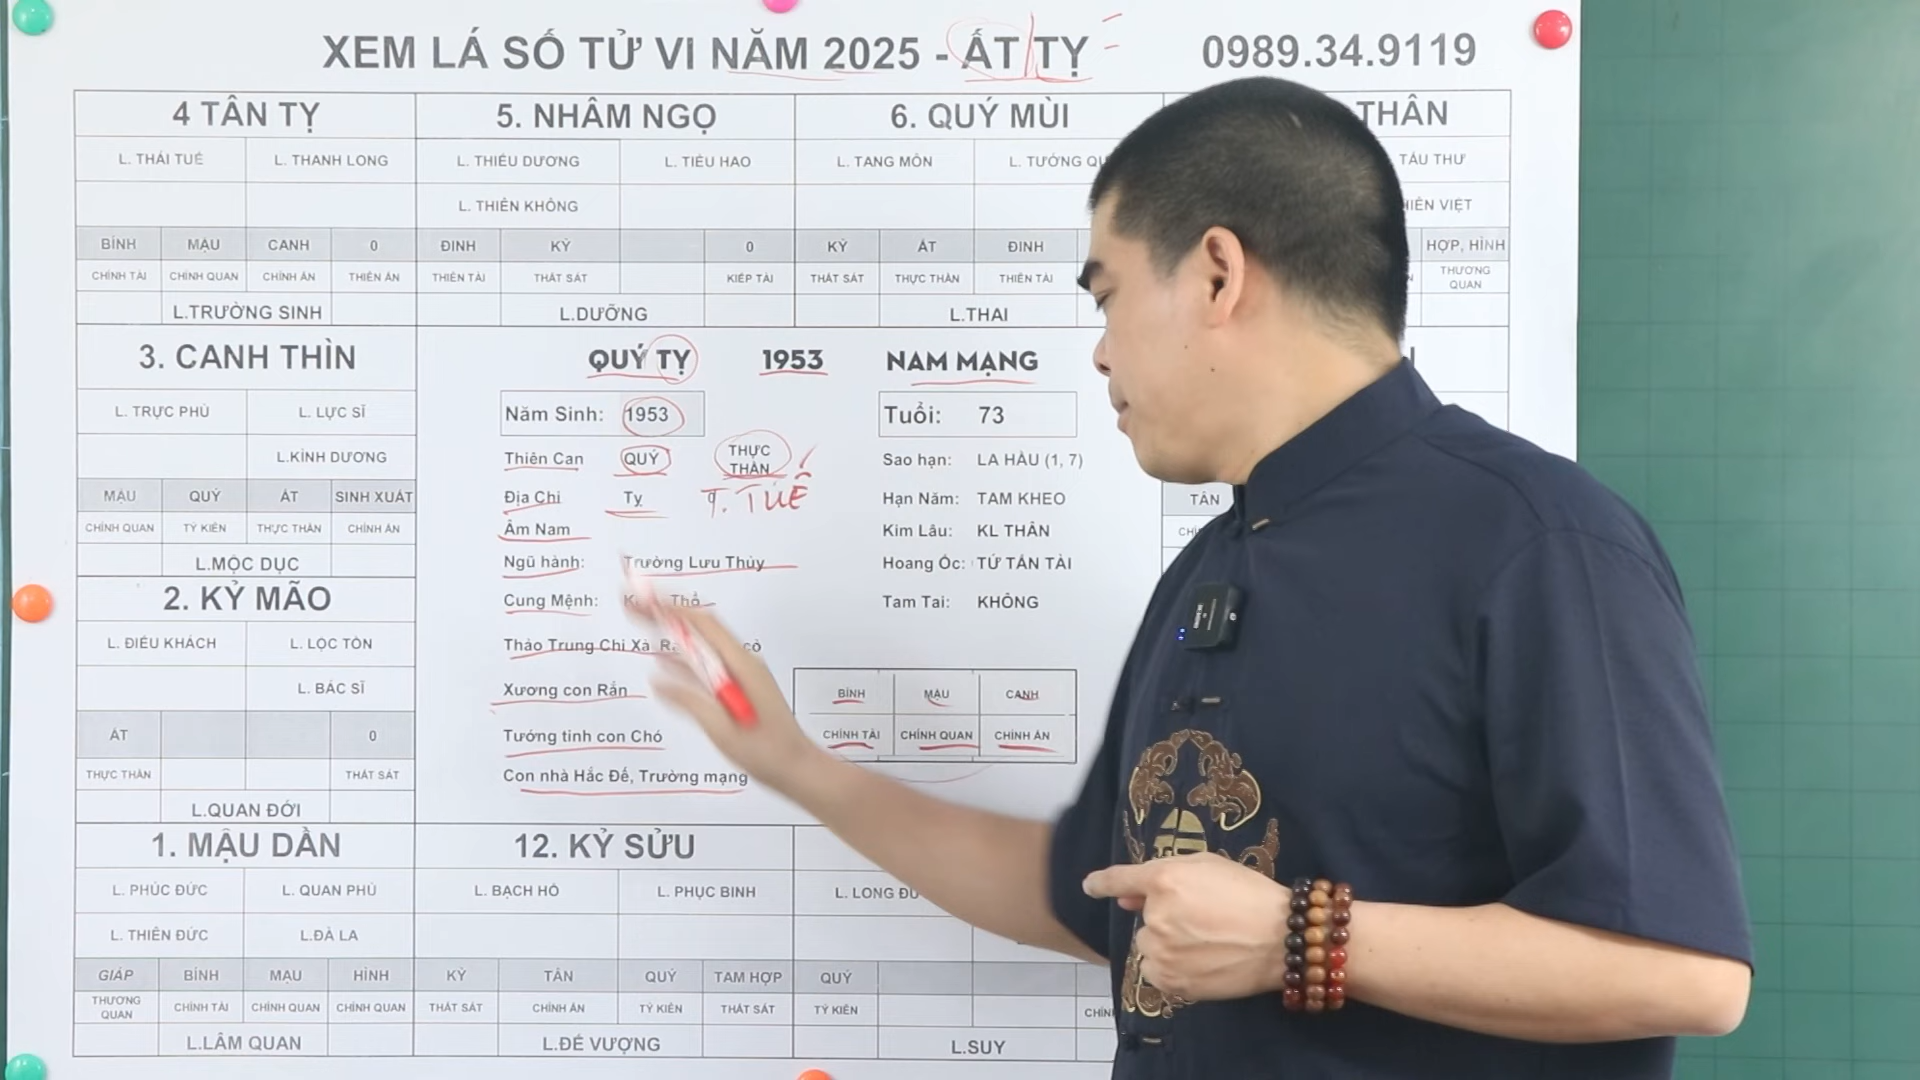 XEM LÁ SỐ TỬ VI NĂM 2025 - ẤT TỴ 0989.34.9119
4 TÂN TỴ
L. THÁI TUẾ L. THANH LONG
BÍNH MẬU CANH 0
CHÍNH TÀI CHÍNH QUAN CHÍNH ẤN THIÊN ẤN
L.TRƯỜNG SINH
5. NHÂM NGỌ
L. THIẾU DƯƠNG L. TIỂU HAO
L. THIÊN KHÔNG
ĐINH KỶ 0
THIÊN TÀI THẤT SÁT KIẾP TÀI
L.DƯỠNG
6. QUÝ MÙI
L. TANG MÔN L. TƯỚNG
KỶ ẤT ĐINH
THẤT SÁT THỰC THẦN THIÊN TÀI
L.THAI
THÂN
TẤU THƯ
VIỆT
HỢP, HÌNH
THƯƠNG
QUAN
3. CANH THÌN
L. TRỰC PHÙ L. LỰC SĨ
L.KÌNH DƯƠNG
MẬU QUÝ ẤT SINH XUẤT
CHÍNH QUAN TỶ KIÊN THỰC THẦN CHÍNH ẤN
L.MỘC DỤC
QUÝ TỴ 1953 NAM MẠNG
Năm Sinh: 1953 Tuổi: 73
Thiên Can QUÝ THỰC
THẦN
Sao hạn: LA HẦU (1, 7)
Địa Chi Tỵ T. TUẾ Hạn Năm: TAM KHEO
Âm Nam Kim Lâu: KL THÂN
Ngũ hành: Trường Lưu Thủy Hoang Ốc: TỨ TẤN TÀI
Cung Mệnh: Thổ Tam Tai: KHÔNG
Thảo Trung Chi Xà cỏ
Xương con Rắn
Tướng tinh con Chó
Con nhà Hắc Đế, Trường mạng
BÍNH MẬU CANH
CHÍNH TÀI CHÍNH QUAN CHÍNH ẤN
TÂN
2. KỶ MÃO
L. ĐIẾU KHÁCH L. LỘC TỒN
L. BÁC SĨ
ẤT 0
THỰC THẦN THẤT SÁT
L.QUAN ĐỚI
1. MẬU DẦN
L. PHÚC ĐỨC L. QUAN PHỦ
L. THIÊN ĐỨC L.ĐÀ LA
GIÁP BÍNH MẬU HÌNH
THƯƠNG
QUAN
CHÍNH TÀI CHÍNH QUAN CHÍNH QUAN
L.LÂM QUAN
12. KỶ SỬU
L. BẠCH HỔ L. PHỤC BINH
KỶ TÂN QUÝ TAM HỢP
THẤT SÁT CHÍNH ẤN TỶ KIÊN THẤT SÁT
L.ĐẾ VƯỢNG
L. LONG
QUÝ
TỶ KIÊN
L.SUY